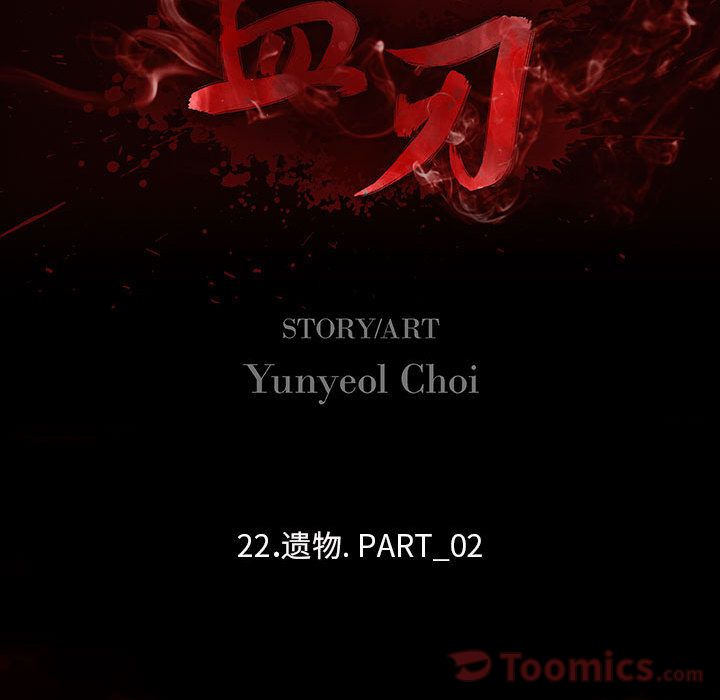 血刃
STORY/ART
Yunyeol Choi
22.遗物. PART_02
Toomics.com